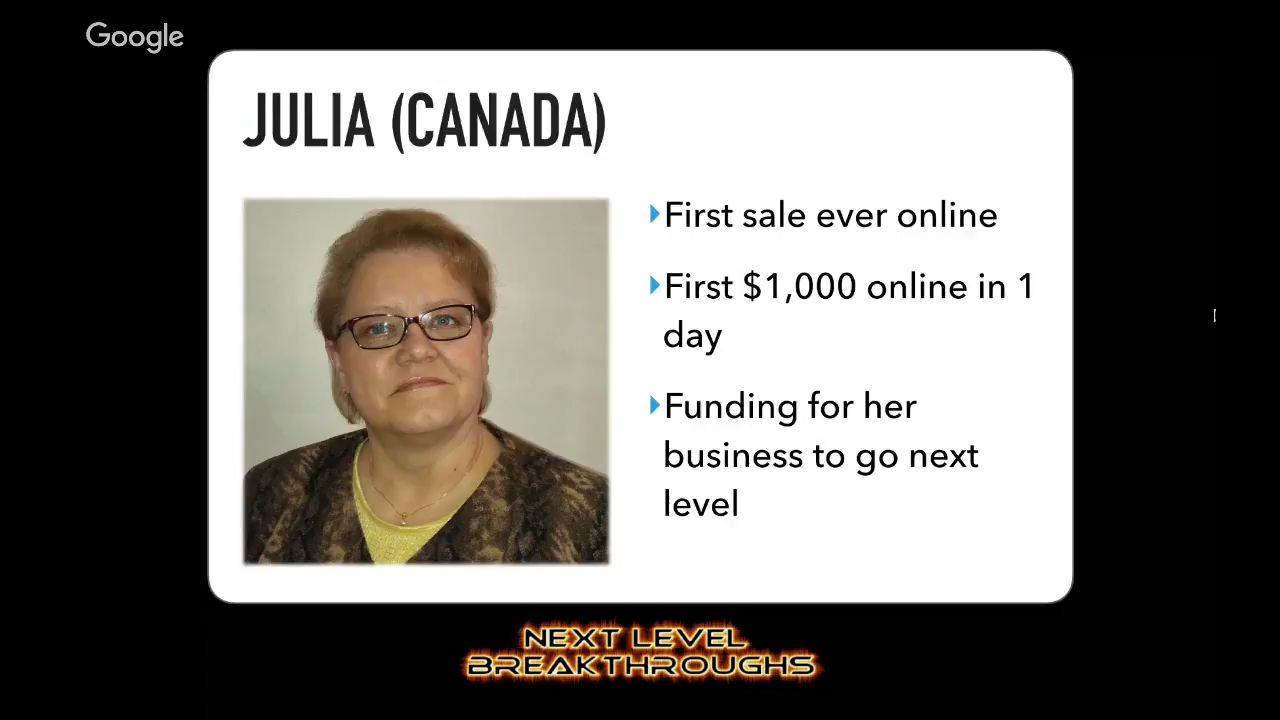 Google
JULIA (CANADA)
First sale ever online
First $1,000 online in 1
day
Funding for her
business to go next
level
NEXT LEVEL
BREAKTHROUGHS